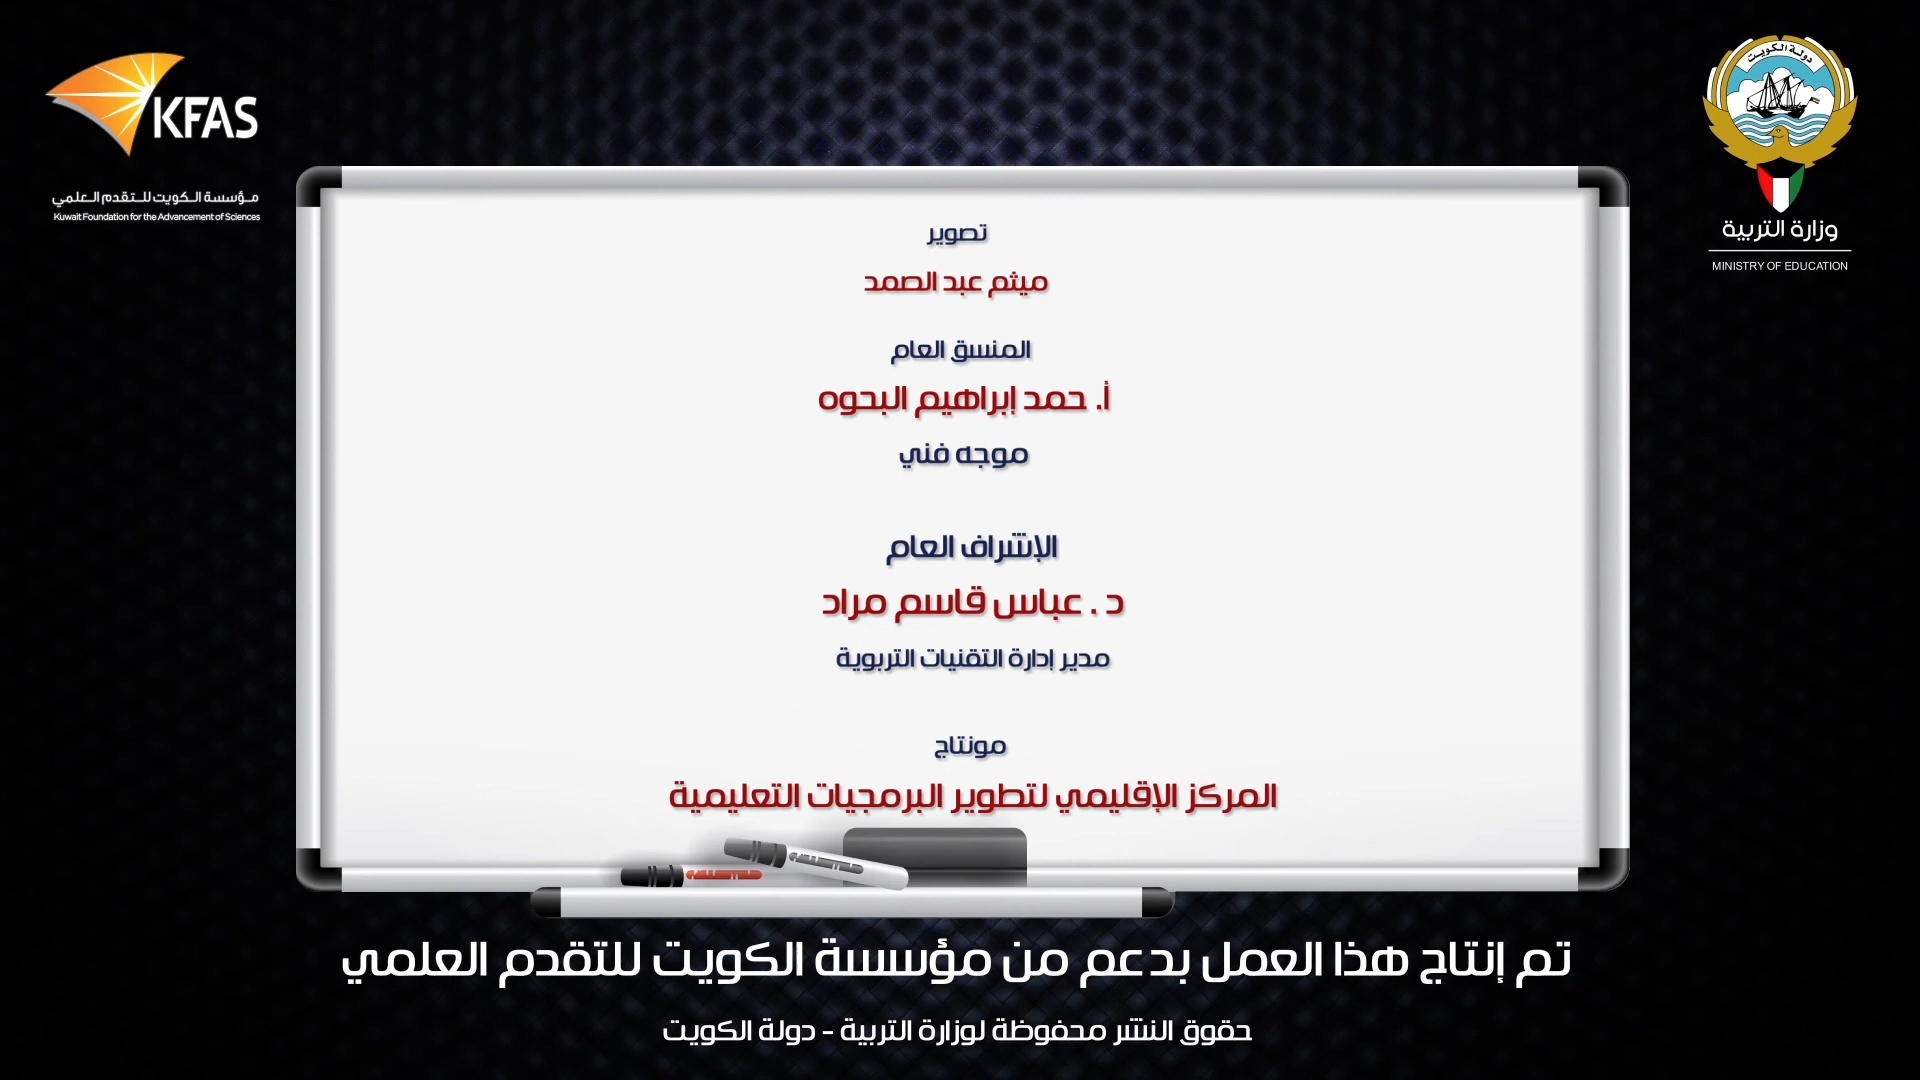 KFAS
مؤسسة الكويت للتقدم العلمي
Kuwait Foundation for the Advancement of Sciences
دولة الكويت
وزارة التربية
MINISTRY OF EDUCATION
تصوير
ميثم عبد الصمد
المنسق العام
أ. حمد إبراهيم البحوه
موجه فني
الإشراف العام
د . عباس قاسم مراد
مدير إدارة التقنيات التربوية
مونتاج
المركز الإقليمي لتطوير البرمجيات التعليمية
تم إنتاج هذا العمل بدعم من مؤسسة الكويت للتقدم العلمي
حقوق النشر محفوظة لوزارة التربية - دولة الكويت